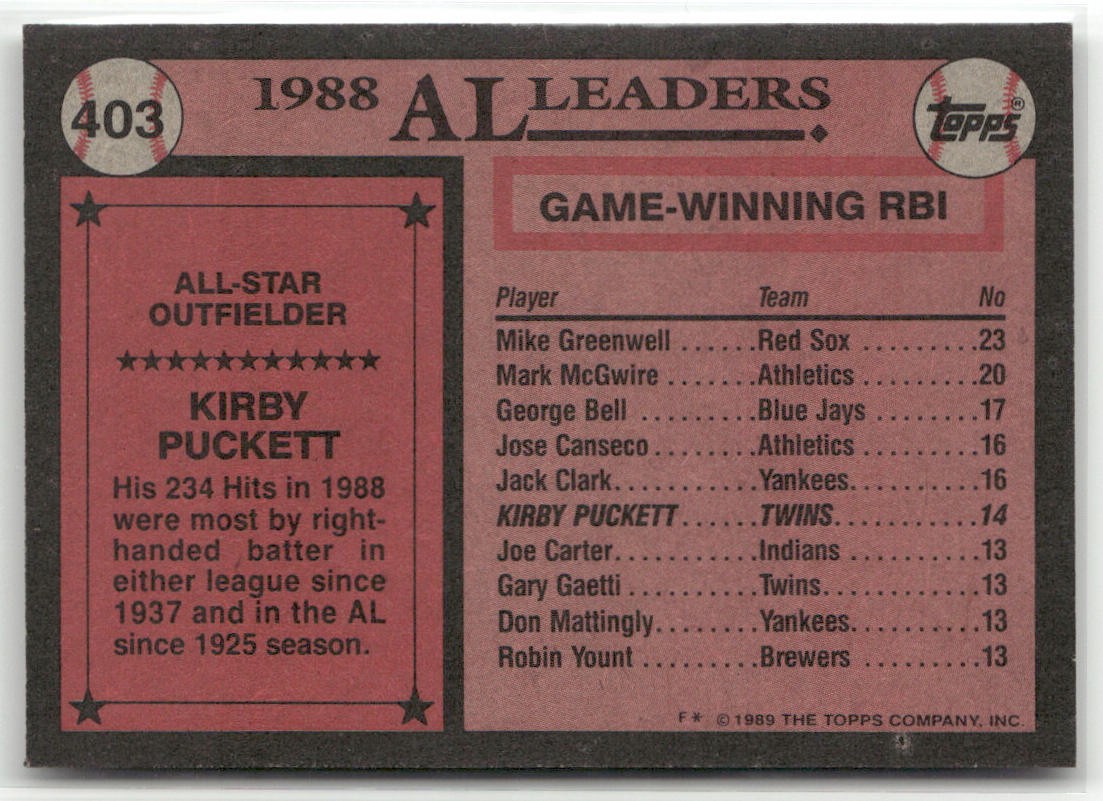 403
1988 AL LEADERS
topps®
ALL-STAR
OUTFIELDER
KIRBY
PUCKETT
His 234 Hits in 1988
were most by right-
handed batter in
either league since
1937 and in the AL
since 1925 season.
GAME-WINNING RBI
Player Team No
Mike Greenwell ......Red Sox .........23
Mark McGwire .......Athletics .........20
George Bell .........Blue Jays ........17
Jose Canseco........Athletics .........16
Jack Clark...........Yankees..........16
KIRBY PUCKETT......TWINS...........14
Joe Carter...........Indians ..........13
Gary Gaetti ..........Twins............13
Don Mattingly........Yankees..........13
Robin Yount .........Brewers .........13
F* ©1989 THE TOPPS COMPANY, INC.